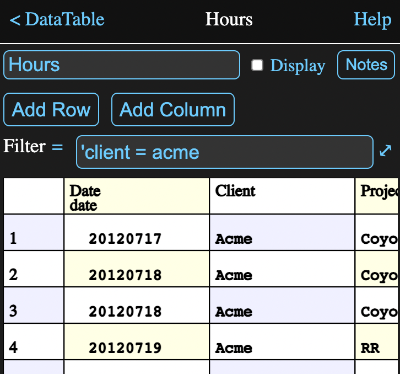 < DataTable Hours Help
Hours Display Notes
Add Row Add Column
Filter = 'client = acme
Date Client
date
1 20120717 Acme Coyo
2 20120718 Acme Coyo
3 20120718 Acme Coyo
4 20120719 Acme RR